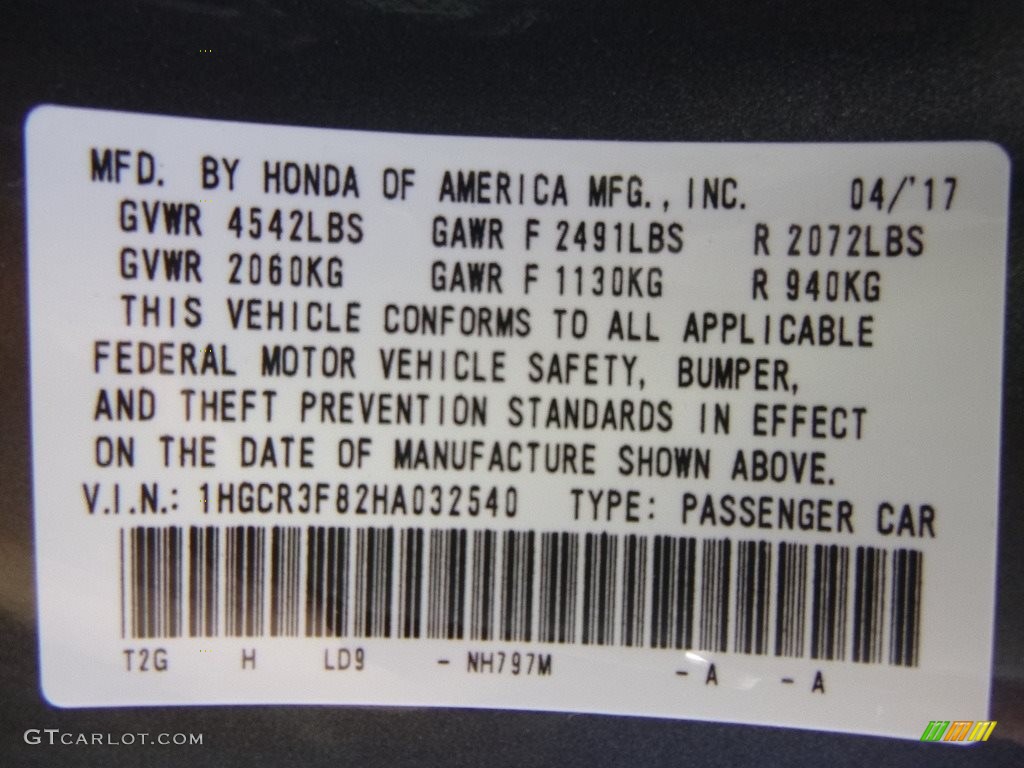 MFD. BY HONDA OF AMERICA MFG., INC. 04/'17
GVWR 4542LBS GAWR F 2491LBS R 2072LBS
GVWR 2060KG GAWR F 1130KG R 940KG
THIS VEHICLE CONFORMS TO ALL APPLICABLE
FEDERAL MOTOR VEHICLE SAFETY, BUMPER,
AND THEFT PREVENTION STANDARDS IN EFFECT
ON THE DATE OF MANUFACTURE SHOWN ABOVE.
V.I.N.: 1HGCR3F82HA032540 TYPE: PASSENGER CAR
T2G H LD9 - NH797M - A - A
GTCARLOT.COM